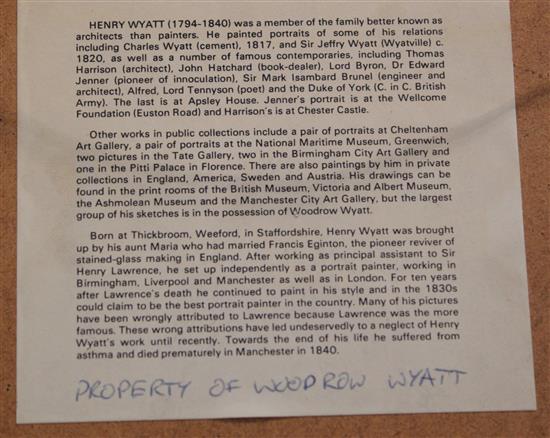 HENRY WYATT (1794-1840) was a member of the family better known as
architects than painters. He painted portraits of some of his relations
including Charles Wyatt (cement), 1817, and Sir Jeffry Wyatt (Wyatville) c.
1820, as well as a number of famous contemporaries, including Thomas
Harrison (architect), John Hatchard (book-dealer), Lord Byron, Dr Edward
Jenner (pioneer of innoculation), Sir Mark Isambard Brunel (engineer and
architect), Alfred, Lord Tennyson (poet) and the Duke of York (C. in C. British
Army). The last is at Apsley House. Jenner's portrait is at the Wellcome
Foundation (Euston Road) and Harrison's is at Chester Castle.
Other works in public collections include a pair of portraits at Cheltenham
Art Gallery, a pair of portraits at the National Maritime Museum, Greenwich,
two pictures in the Tate Gallery, two in the Birmingham City Art Gallery and
one in the Pitti Palace in Florence. There are also paintings by him in private
collections in England, America, Sweden and Austria. His drawings can be
found in the print rooms of the British Museum, Victoria and Albert Museum,
the Ashmolean Museum and the Manchester City Art Gallery, but the largest
group of his sketches is in the possession of Woodrow Wyatt.
Born at Thickbroom, Weeford, in Staffordshire, Henry Wyatt was brought
up by his aunt Maria who had married Francis Eginton, the pioneer reviver of
stained-glass making in England. After working as principal assistant to Sir
Henry Lawrence, he set up independently as a portrait painter, working in
Birmingham, Liverpool and Manchester as well as in London. For ten years
after Lawrence's death he continued to paint in his style and in the 1830s
could claim to be the best portrait painter in the country. Many of his pictures
have been wrongly attributed to Lawrence because Lawrence was the more
famous. These wrong attributions have led undeservedly to a neglect of Henry
Wyatt's work until recently. Towards the end of his life he suffered from
asthma and died prematurely in Manchester in 1840.
PROPERTY OF WOODROW WYATT